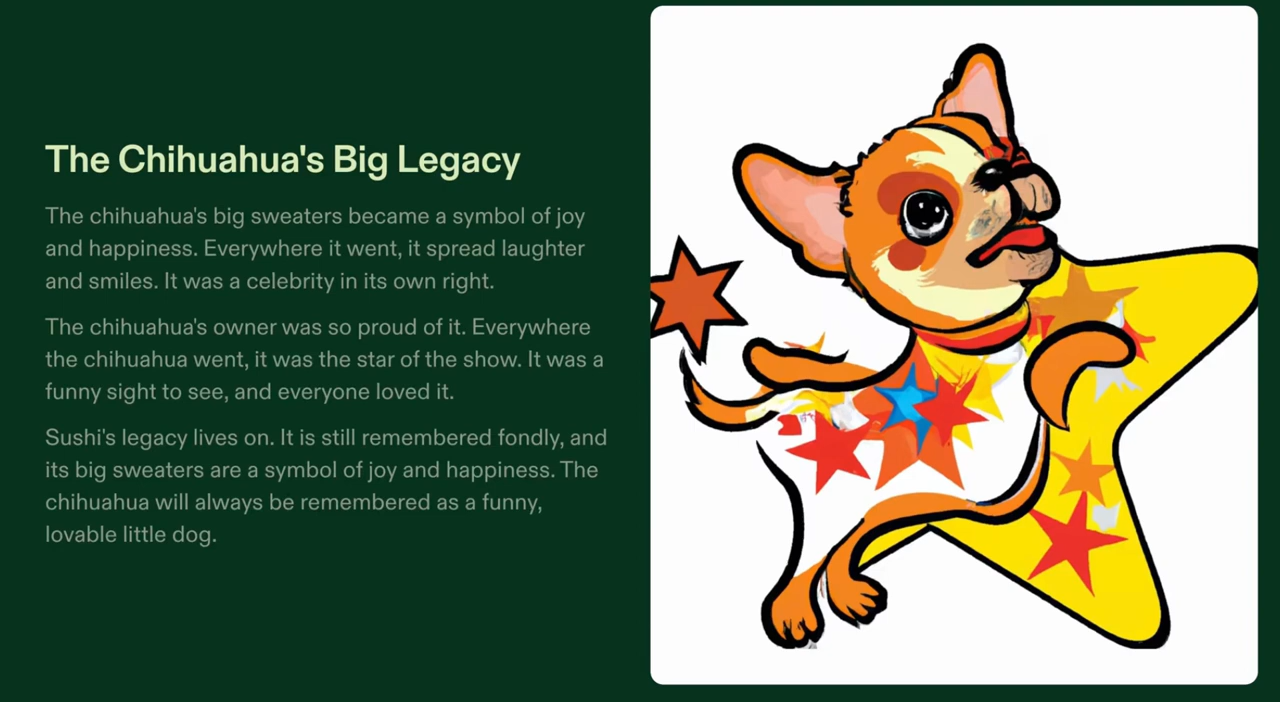 The Chihuahua's Big Legacy
The chihuahua's big sweaters became a symbol of joy
and happiness. Everywhere it went, it spread laughter
and smiles. It was a celebrity in its own right.
The chihuahua's owner was so proud of it. Everywhere
the chihuahua went, it was the star of the show. It was a
funny sight to see, and everyone loved it.
Sushi's legacy lives on. It is still remembered fondly, and
its big sweaters are a symbol of joy and happiness. The
chihuahua will always be remembered as a funny,
lovable little dog.